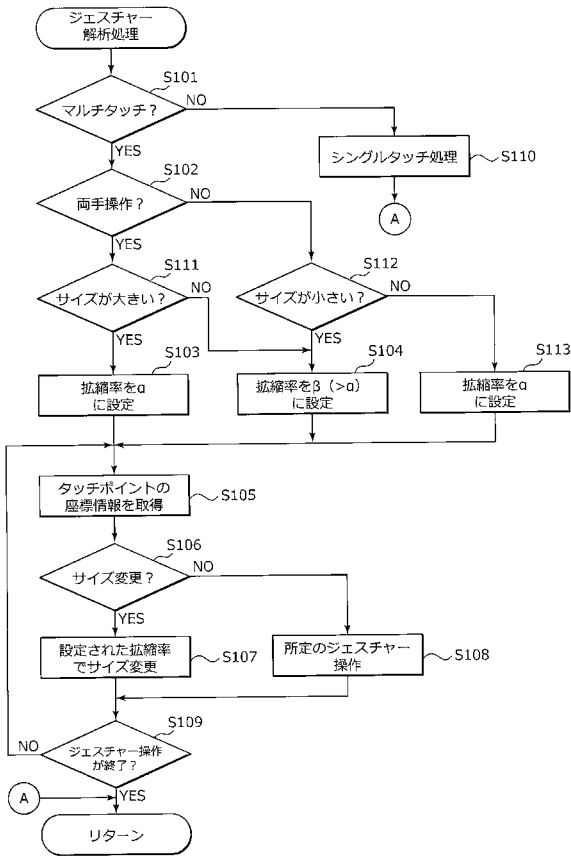 ジェスチャー
解析処理
S101
マルチタッチ？
NO
YES
シングルタッチ処理
S110
A
S102
両手操作？
NO
YES
S111
サイズが大きい？
NO
YES
S112
サイズが小さい？
NO
YES
S103
拡縮率をα
に設定
S104
拡縮率をβ（>α）
に設定
S113
拡縮率をα
に設定
タッチポイントの
座標情報を取得
S105
S106
サイズ変更？
NO
YES
設定された拡縮率
でサイズ変更
S107
所定のジェスチャー
操作
S108
S109
ジェスチャー操作
が終了？
NO
YES
A
リターン